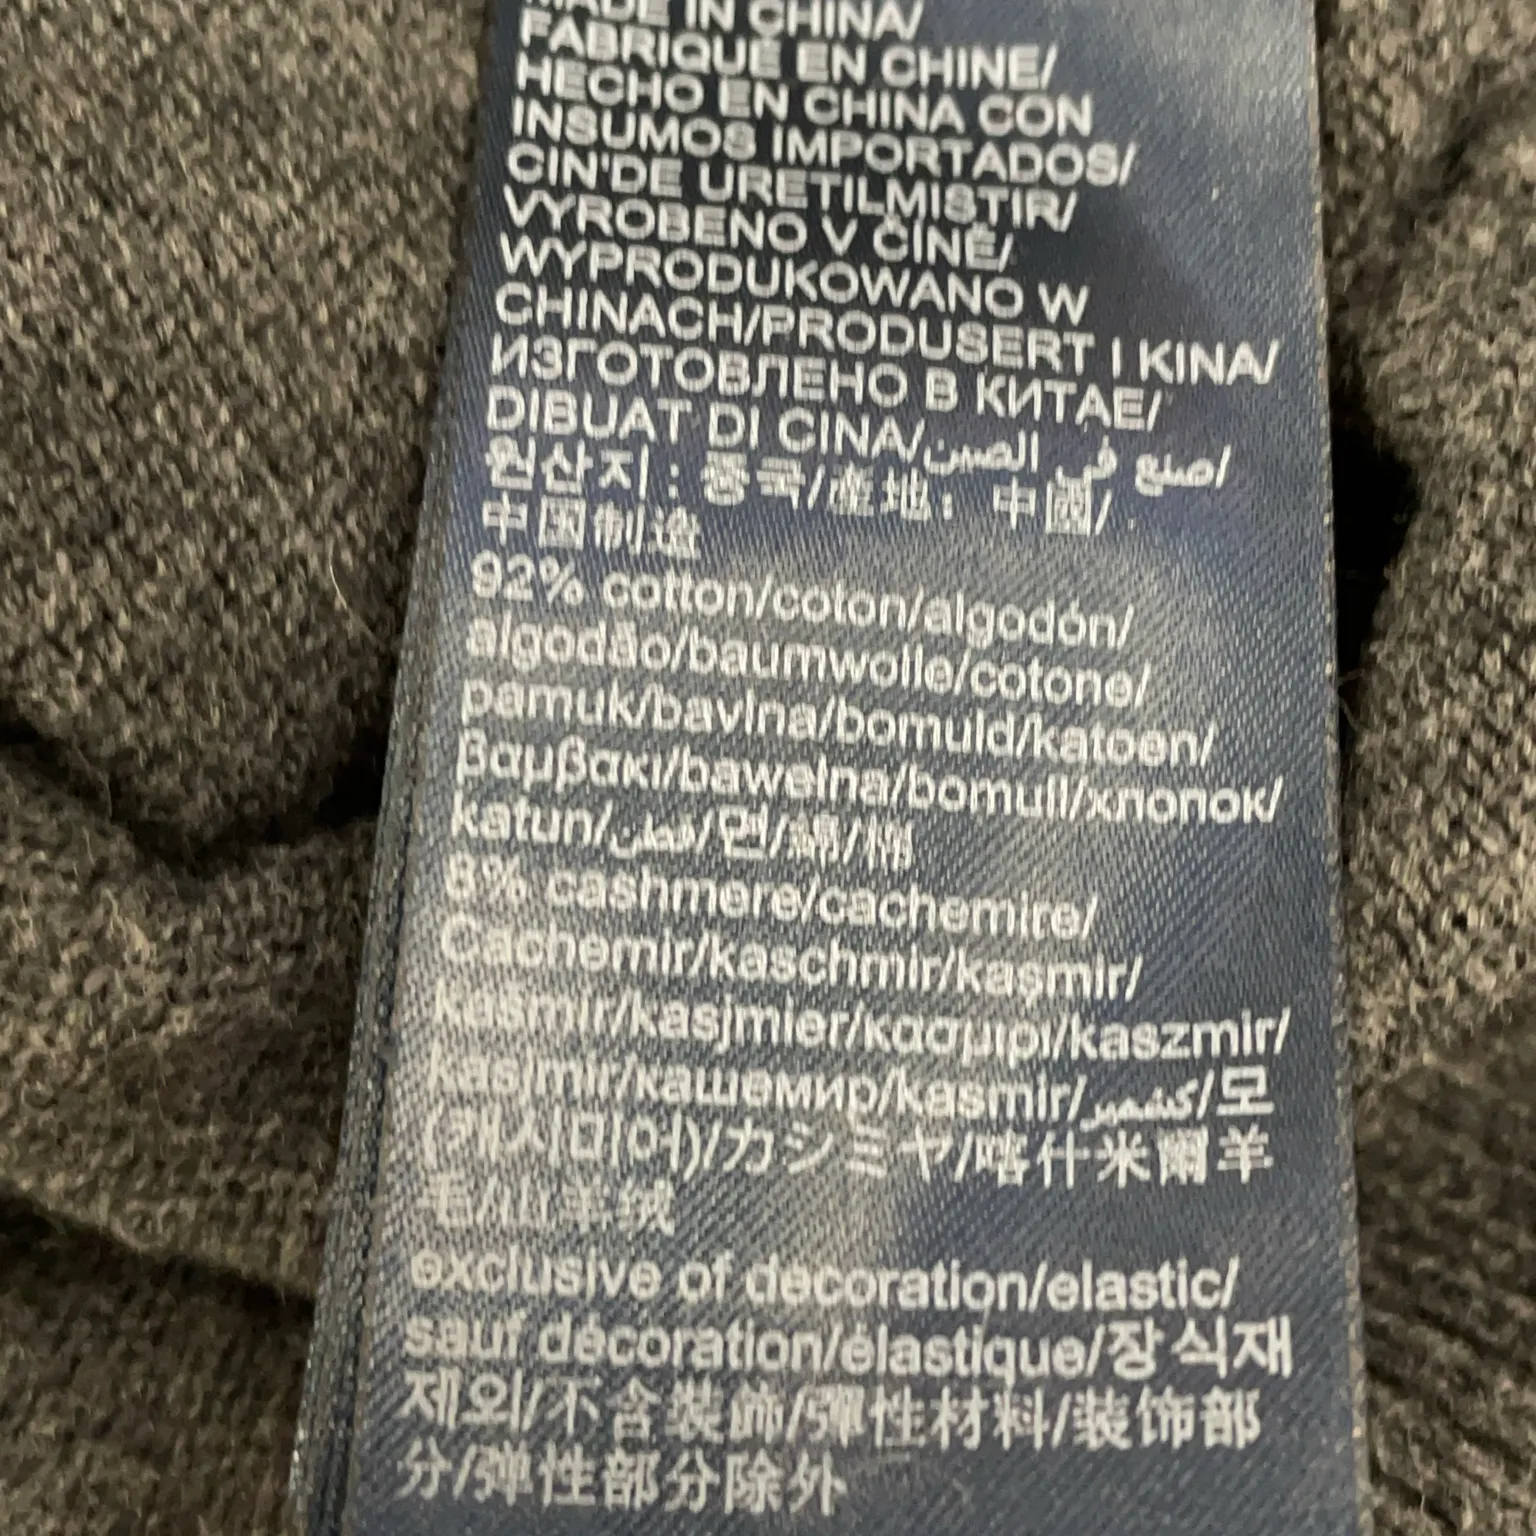 MADE IN CHINA/
FABRIQUÉ EN CHINE/
HECHO EN CHINA CON
INSUMOS IMPORTADOS/
CIN'DE URETILMISTIR/
VYROBENO V ČÍNĚ/
WYPRODUKOWANO W
CHINACH/PRODUSERT I KINA/
ИЗГОТОВЛЕНО В КИТАЕ/
DIBUAT DI CINA/صنع في الصين/
원산지 : 중국/產地： 中國/
中国制造
92% cotton/coton/algodón/
algodão/baumwolle/cotone/
pamuk/bavlna/bomuld/katoen/
βαμβακι/bawełna/bomull/хлопок/
katun/قطن/면/綿/棉
8% cashmere/cachemire/
Cachemir/kaschmir/kaşmir/
kasmir/kasjmier/κασμιρι/kaszmir/
kasjmir/кашемир/kasmir/كشمير/모
(캐시미어)/カシミヤ/喀什米爾羊
毛/山羊绒
exclusive of decoration/elastic/
sauf décoration/élastique/장식재
제외/不含裝飾/彈性材料/装饰部
分/弹性部分除外